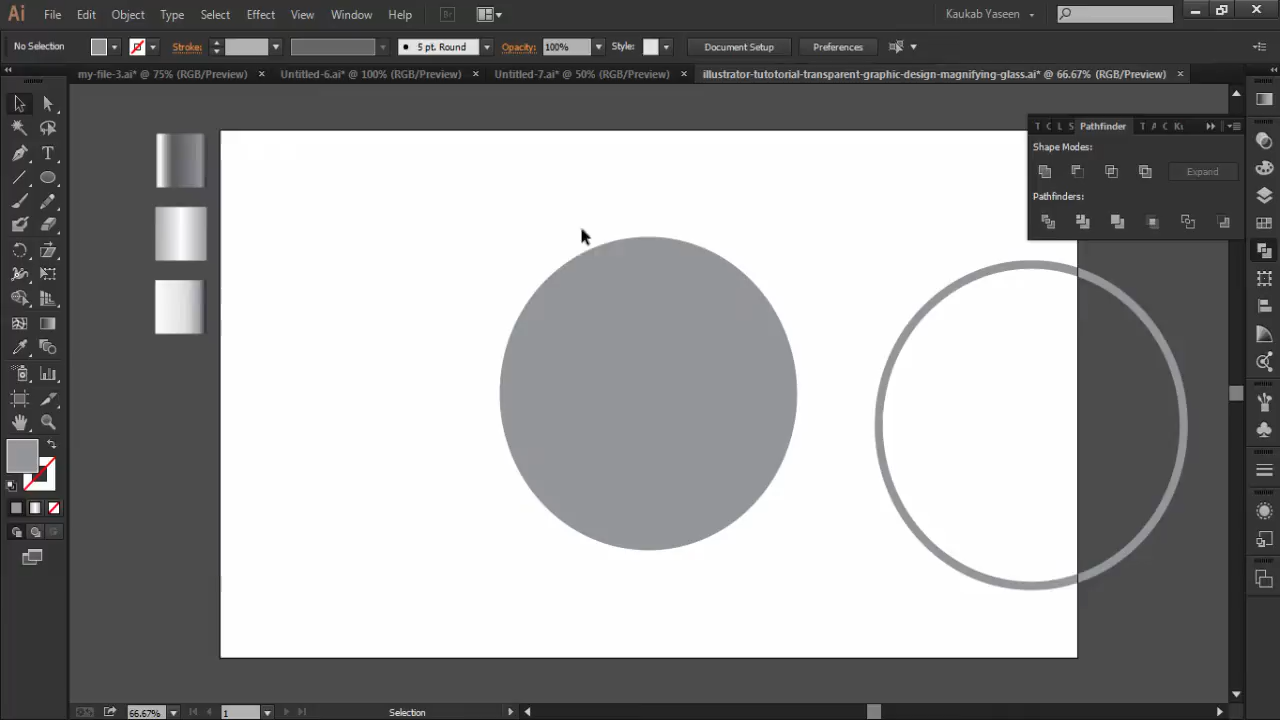 Ai File Edit Object Type Select Effect View Window Help Br Kaukab Yaseen
No Selection Stroke: 5 pt. Round Opacity: 100% Style: Document Setup Preferences
my-file-3.ai* @ 75% (RGB/Preview) × Untitled-6.ai* @ 100% (RGB/Preview) × Untitled-7.ai* @ 50% (RGB/Preview) × illustrator-tutotorial-transparent-graphic-design-magnifying-glass.ai* @ 66.67% (RGB/Preview) ×
T C L S Pathfinder T A C
Shape Modes:
Expand
Pathfinders:
66.67% 1 Selection